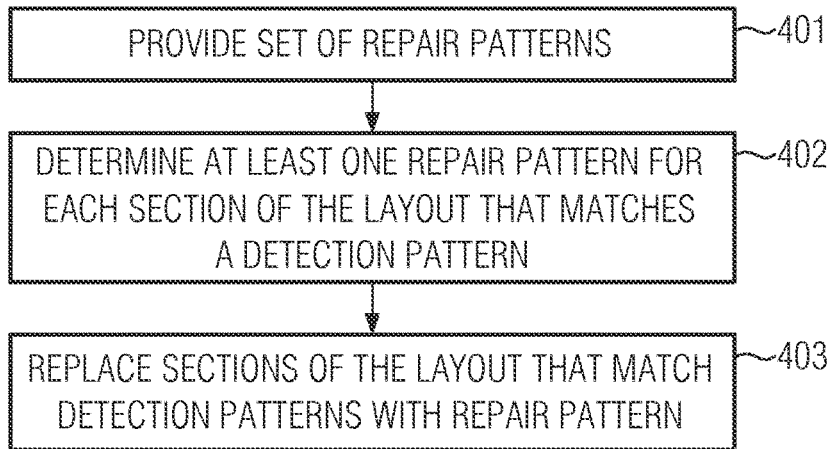 PROVIDE SET OF REPAIR PATTERNS
401
DETERMINE AT LEAST ONE REPAIR PATTERN FOR
EACH SECTION OF THE LAYOUT THAT MATCHES
A DETECTION PATTERN
402
REPLACE SECTIONS OF THE LAYOUT THAT MATCH
DETECTION PATTERNS WITH REPAIR PATTERN
403